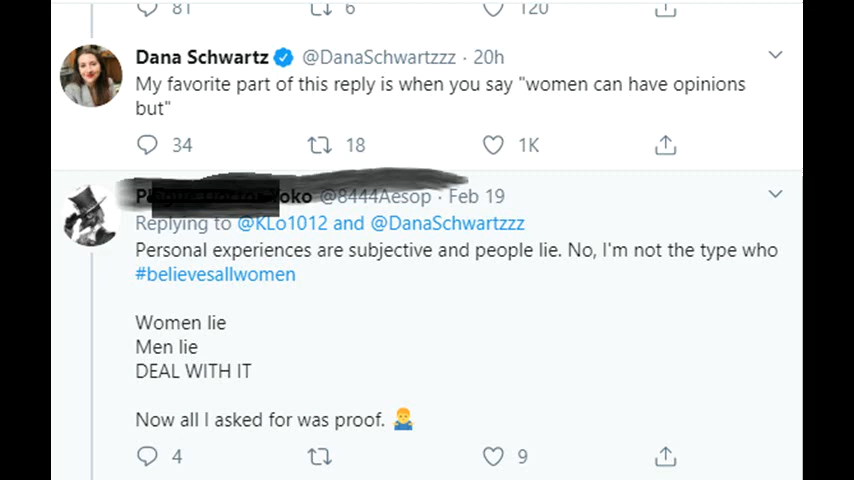 81 6 120
Dana Schwartz @DanaSchwartzzz · 20h
My favorite part of this reply is when you say "women can have opinions
but"
34 18 1K
@8444Aesop · Feb 19
Replying to @KLo1012 and @DanaSchwartzzz
Personal experiences are subjective and people lie. No, I'm not the type who
#believesallwomen
Women lie
Men lie
DEAL WITH IT
Now all I asked for was proof. 🤷‍♂️
4 9